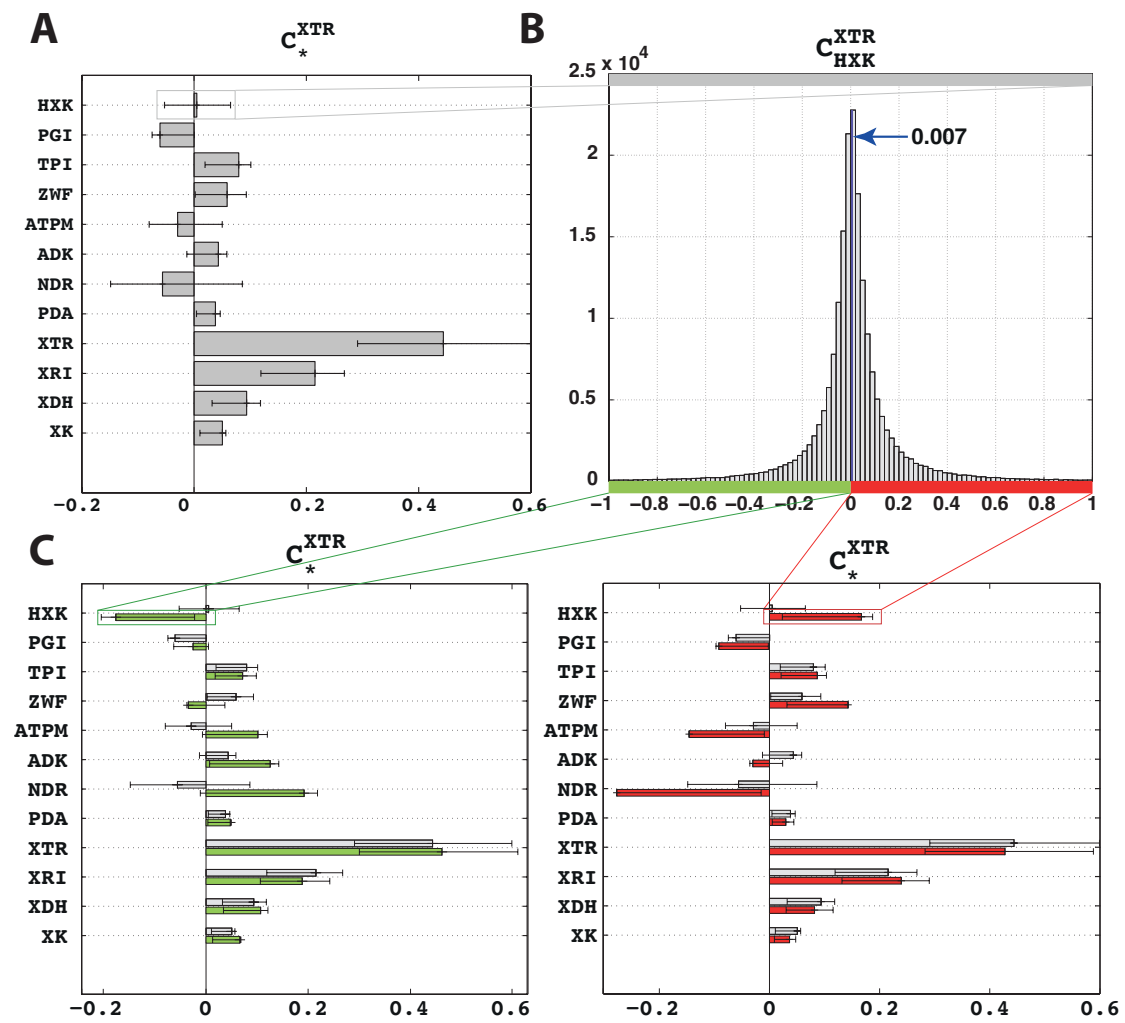 A
C*^XTR
HXK
PGI
TPI
ZWF
ATPM
ADK
NDR
PDA
XTR
XRI
XDH
XK
−0.2 0 0.2 0.4 0.6
B
C_HXK^XTR
2.5 x 10^4
2
1.5
1
0.5
0
0.007
−1 −0.8 −0.6 −0.4 −0.2 0 0.2 0.4 0.6 0.8 1
C
C*^XTR
HXK
PGI
TPI
ZWF
ATPM
ADK
NDR
PDA
XTR
XRI
XDH
XK
−0.2 0 0.2 0.4 0.6
C*^XTR
HXK
PGI
TPI
ZWF
ATPM
ADK
NDR
PDA
XTR
XRI
XDH
XK
−0.2 0 0.2 0.4 0.6